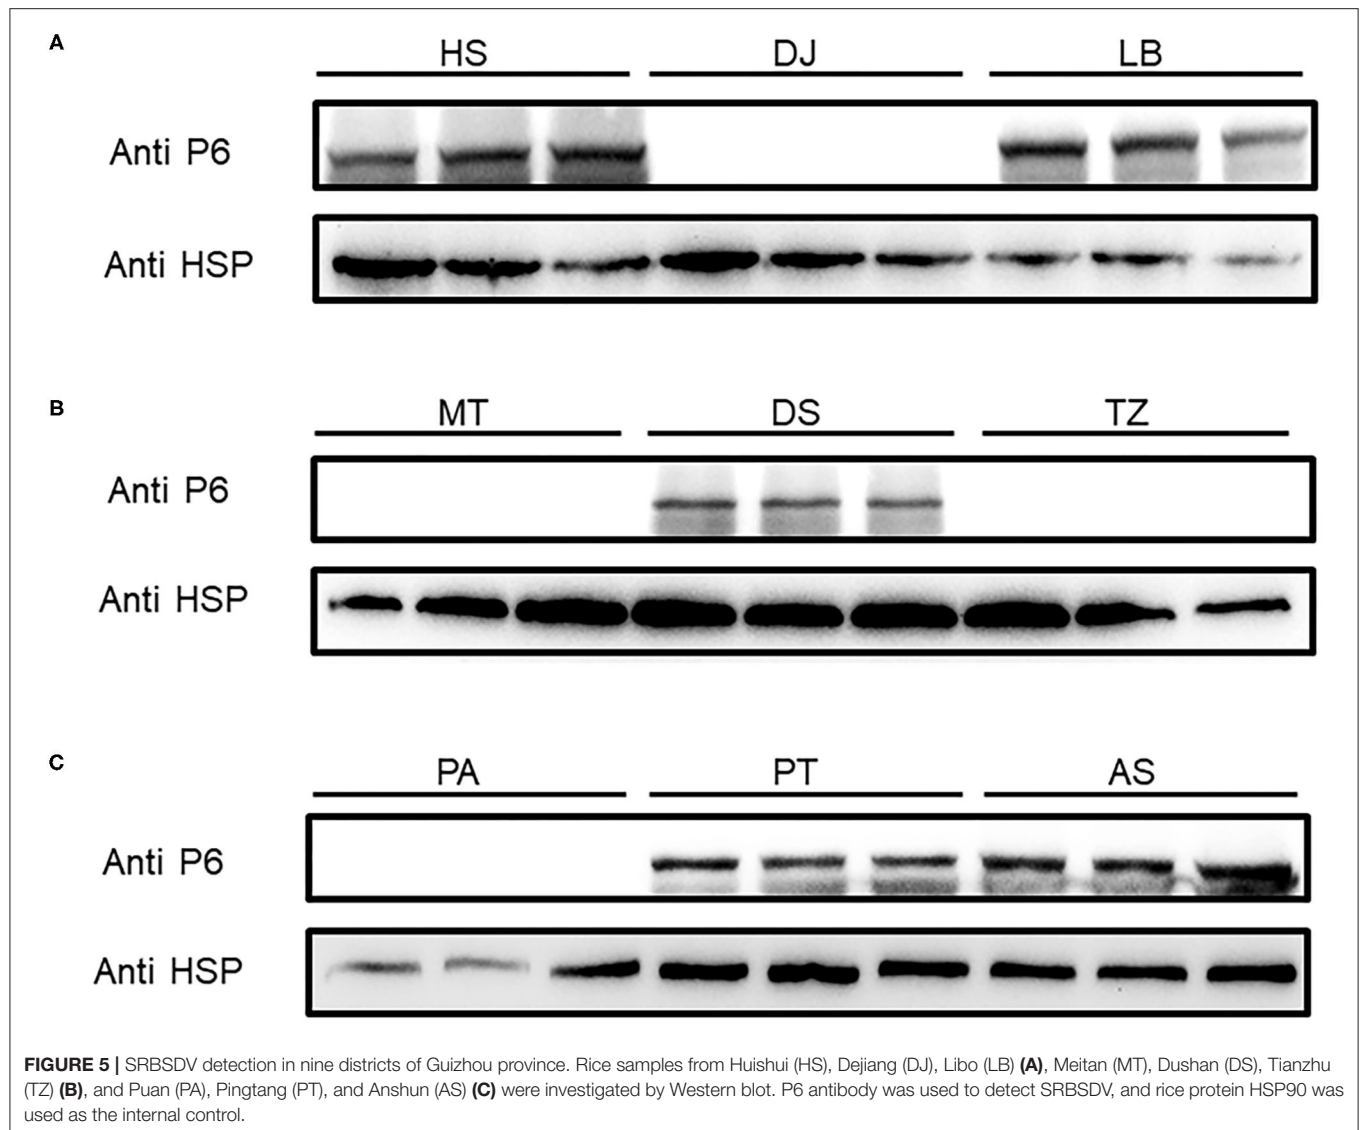 A
HS DJ LB
Anti P6
Anti HSP
B
MT DS TZ
Anti P6
Anti HSP
C
PA PT AS
Anti P6
Anti HSP
FIGURE 5 | SRBSDV detection in nine districts of Guizhou province. Rice samples from Huishui (HS), Dejiang (DJ), Libo (LB) (A), Meitan (MT), Dushan (DS), Tianzhu
(TZ) (B), and Puan (PA), Pingtang (PT), and Anshun (AS) (C) were investigated by Western blot. P6 antibody was used to detect SRBSDV, and rice protein HSP90 was
used as the internal control.